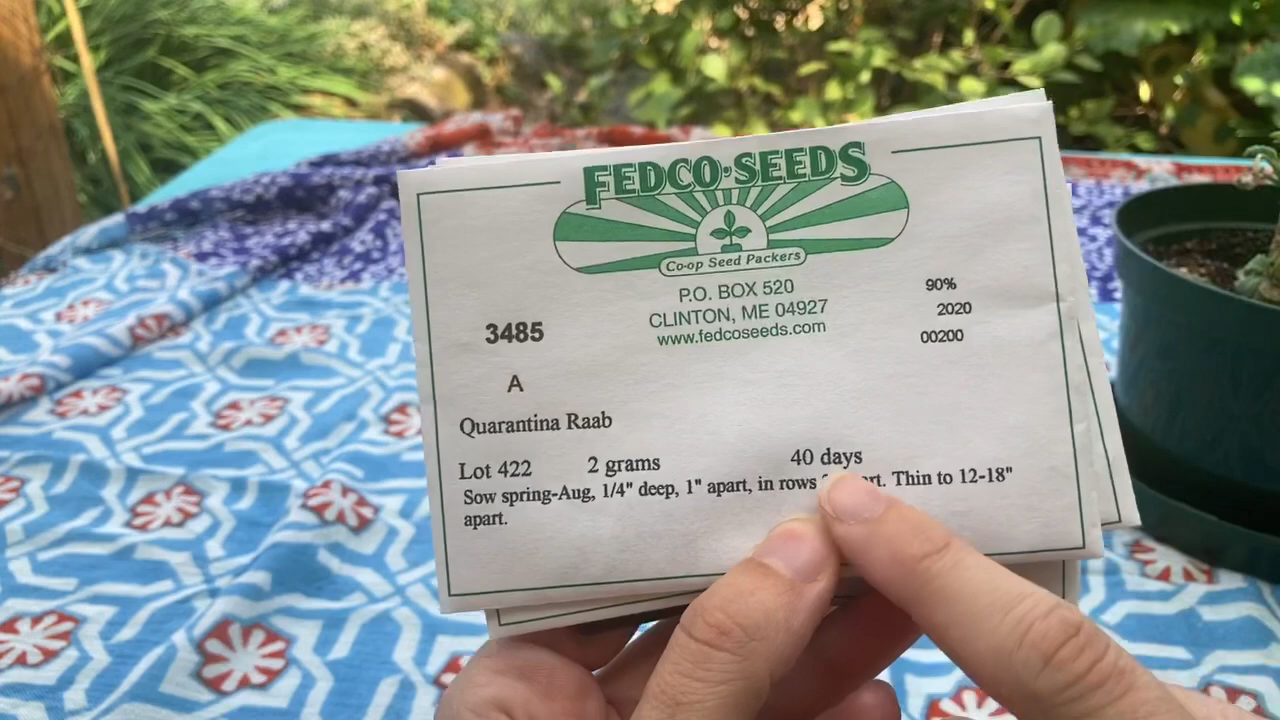 FEDCO·SEEDS
Co-op Seed Packers
P.O. BOX 520
CLINTON, ME 04927
www.fedcoseeds.com
90%
2020
00200
3485
A
Quarantina Raab
Lot 422 2 grams 40 days
Sow spring-Aug, 1/4" deep, 1" apart, in rows Thin to 12-18"
apart.